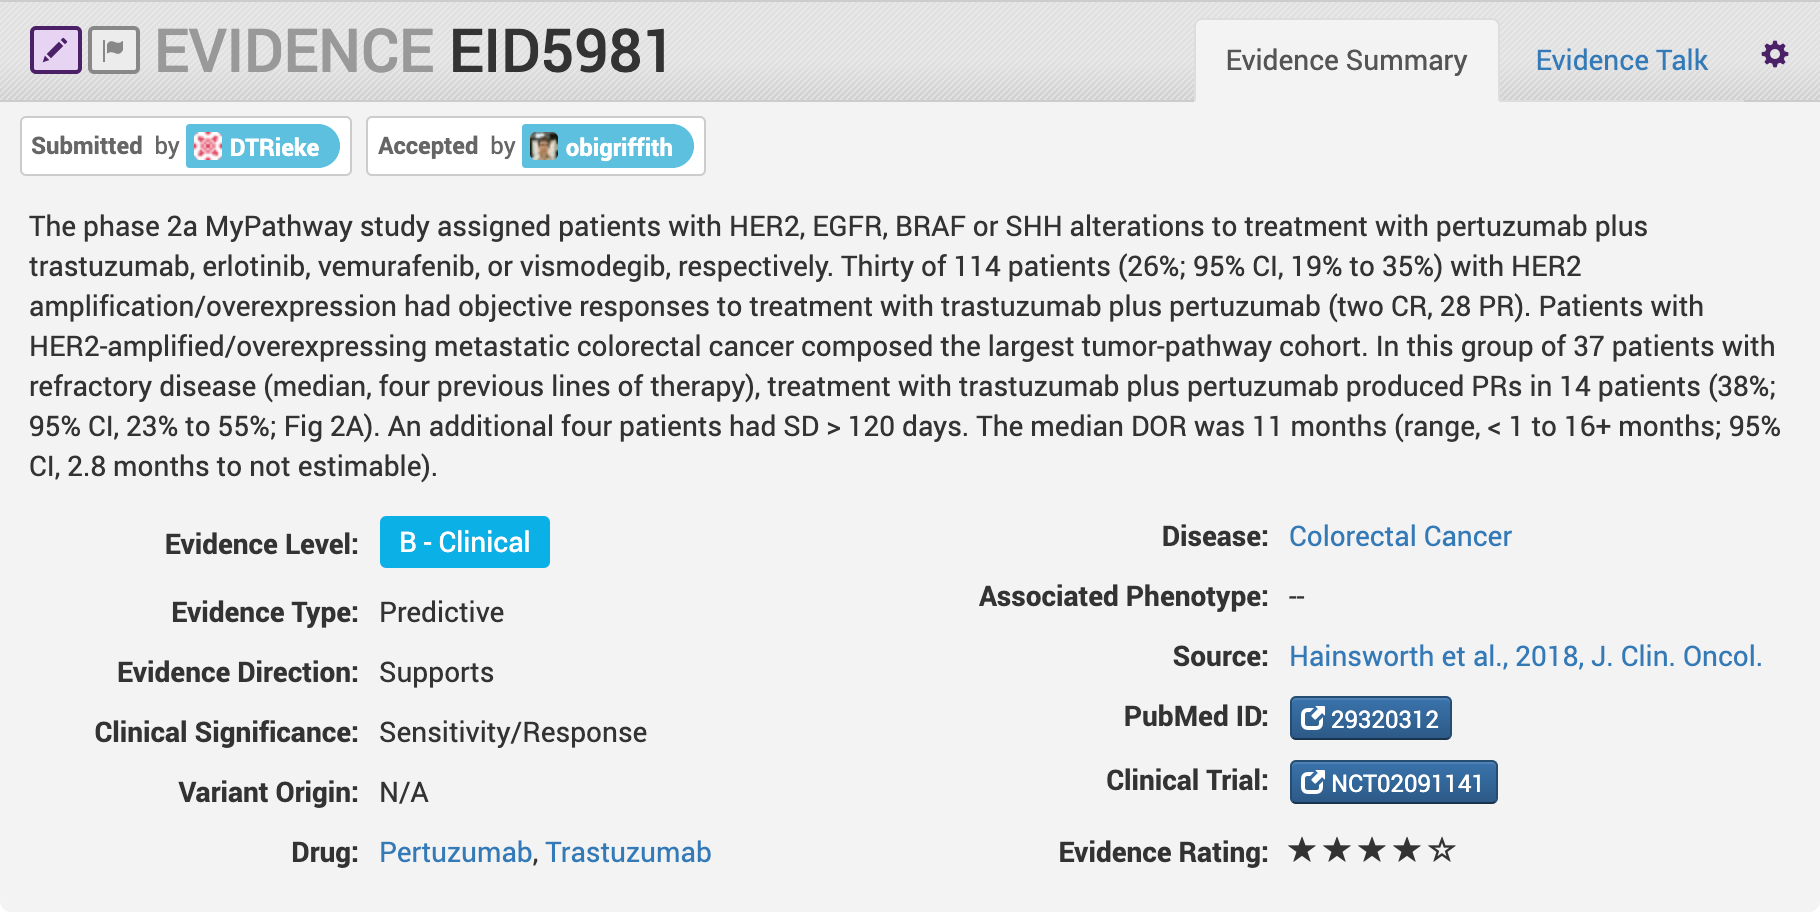 EVIDENCE EID5981
Evidence Summary
Evidence Talk
Submitted by DTRieke
Accepted by obigriffith
The phase 2a MyPathway study assigned patients with HER2, EGFR, BRAF or SHH alterations to treatment with pertuzumab plus
trastuzumab, erlotinib, vemurafenib, or vismodegib, respectively. Thirty of 114 patients (26%; 95% CI, 19% to 35%) with HER2
amplification/overexpression had objective responses to treatment with trastuzumab plus pertuzumab (two CR, 28 PR). Patients with
HER2-amplified/overexpressing metastatic colorectal cancer composed the largest tumor-pathway cohort. In this group of 37 patients with
refractory disease (median, four previous lines of therapy), treatment with trastuzumab plus pertuzumab produced PRs in 14 patients (38%;
95% CI, 23% to 55%; Fig 2A). An additional four patients had SD > 120 days. The median DOR was 11 months (range, < 1 to 16+ months; 95%
CI, 2.8 months to not estimable).
Evidence Level: B - Clinical
Evidence Type: Predictive
Evidence Direction: Supports
Clinical Significance: Sensitivity/Response
Variant Origin: N/A
Drug: Pertuzumab, Trastuzumab
Disease: Colorectal Cancer
Associated Phenotype: --
Source: Hainsworth et al., 2018, J. Clin. Oncol.
PubMed ID: 29320312
Clinical Trial: NCT02091141
Evidence Rating: ★★★★☆